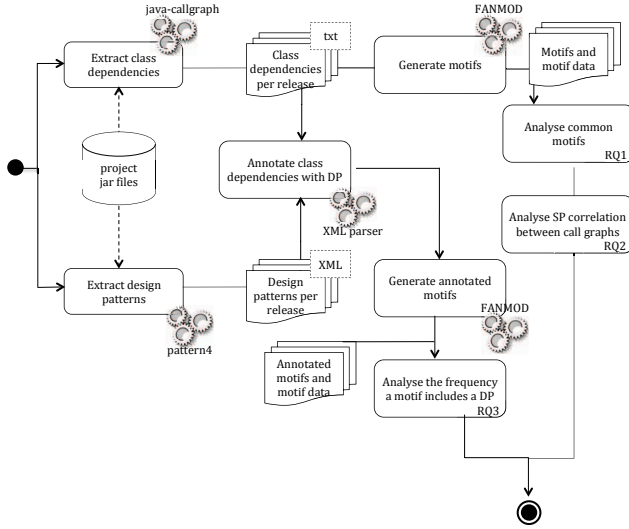 java-callgraph
FANMOD
txt
Extract class
dependencies
Class
dependencies
per release
Generate motifs
Motifs and
motif data
Analyse common
motifs
RQ1
project
jar files
Annotate class
dependencies with DP
XML parser
Analyse SP correlation
between call graphs
RQ2
XML
Extract design
patterns
Design
patterns per
release
Generate annotated
motifs
FANMOD
pattern4
Annotated
motifs and
motif data
Analyse the frequency
a motif includes a DP
RQ3